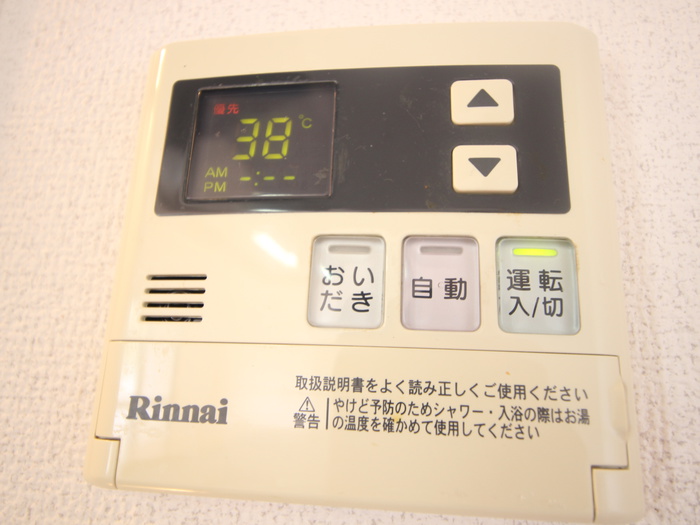 優先
38℃
AM
PM -:--
▲
▼
おい
だき
自動
運転
入/切
Rinnai
取扱説明書をよく読み正しくご使用ください
⚠警告
やけど予防のためシャワー・入浴の際はお湯
の温度を確かめて使用してください